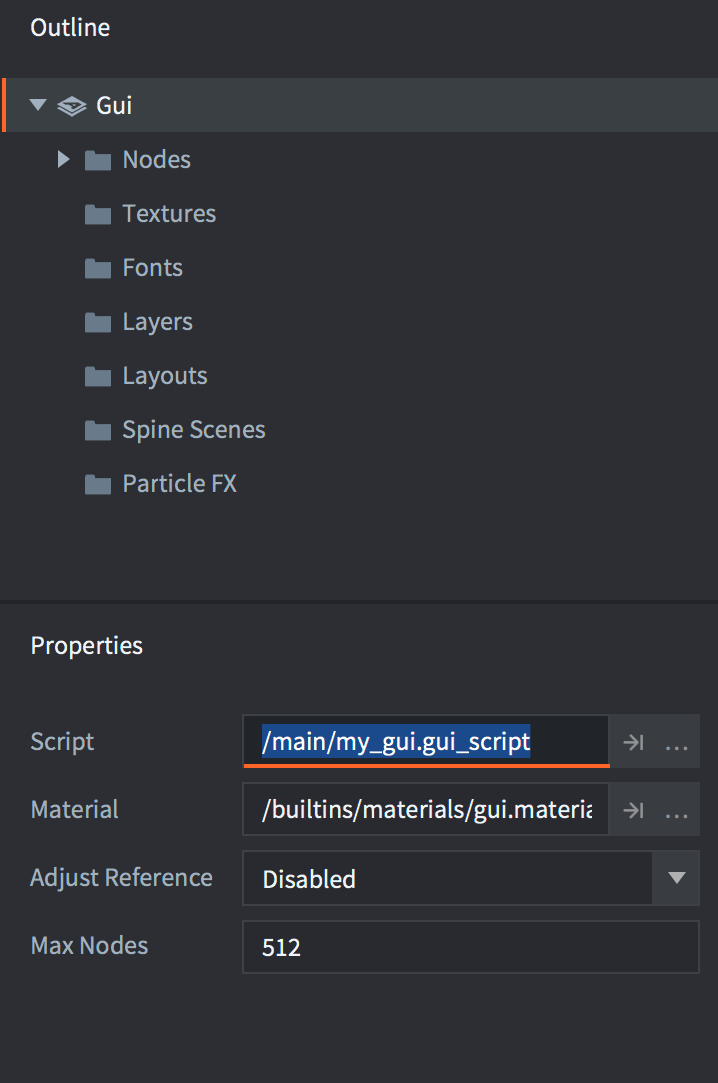 Outline
Gui
Nodes
Textures
Fonts
Layers
Layouts
Spine Scenes
Particle FX
Properties
Script /main/my_gui.gui_script ...
Material /builtins/materials/gui.materia ...
Adjust Reference Disabled
Max Nodes 512